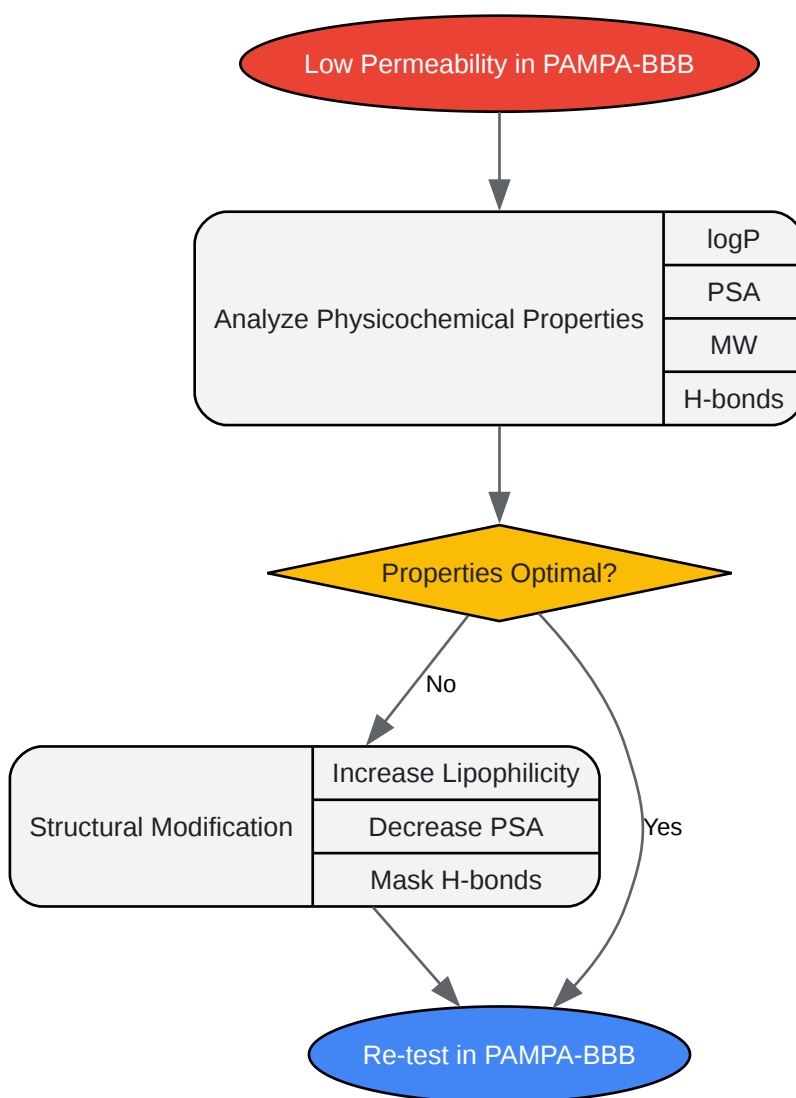 Low Permeability in PAMPA-BBB
Analyze Physicochemical Properties
logP
PSA
MW
H-bonds
Properties Optimal?
No
Yes
Structural Modification
Increase Lipophilicity
Decrease PSA
Mask H-bonds
Re-test in PAMPA-BBB